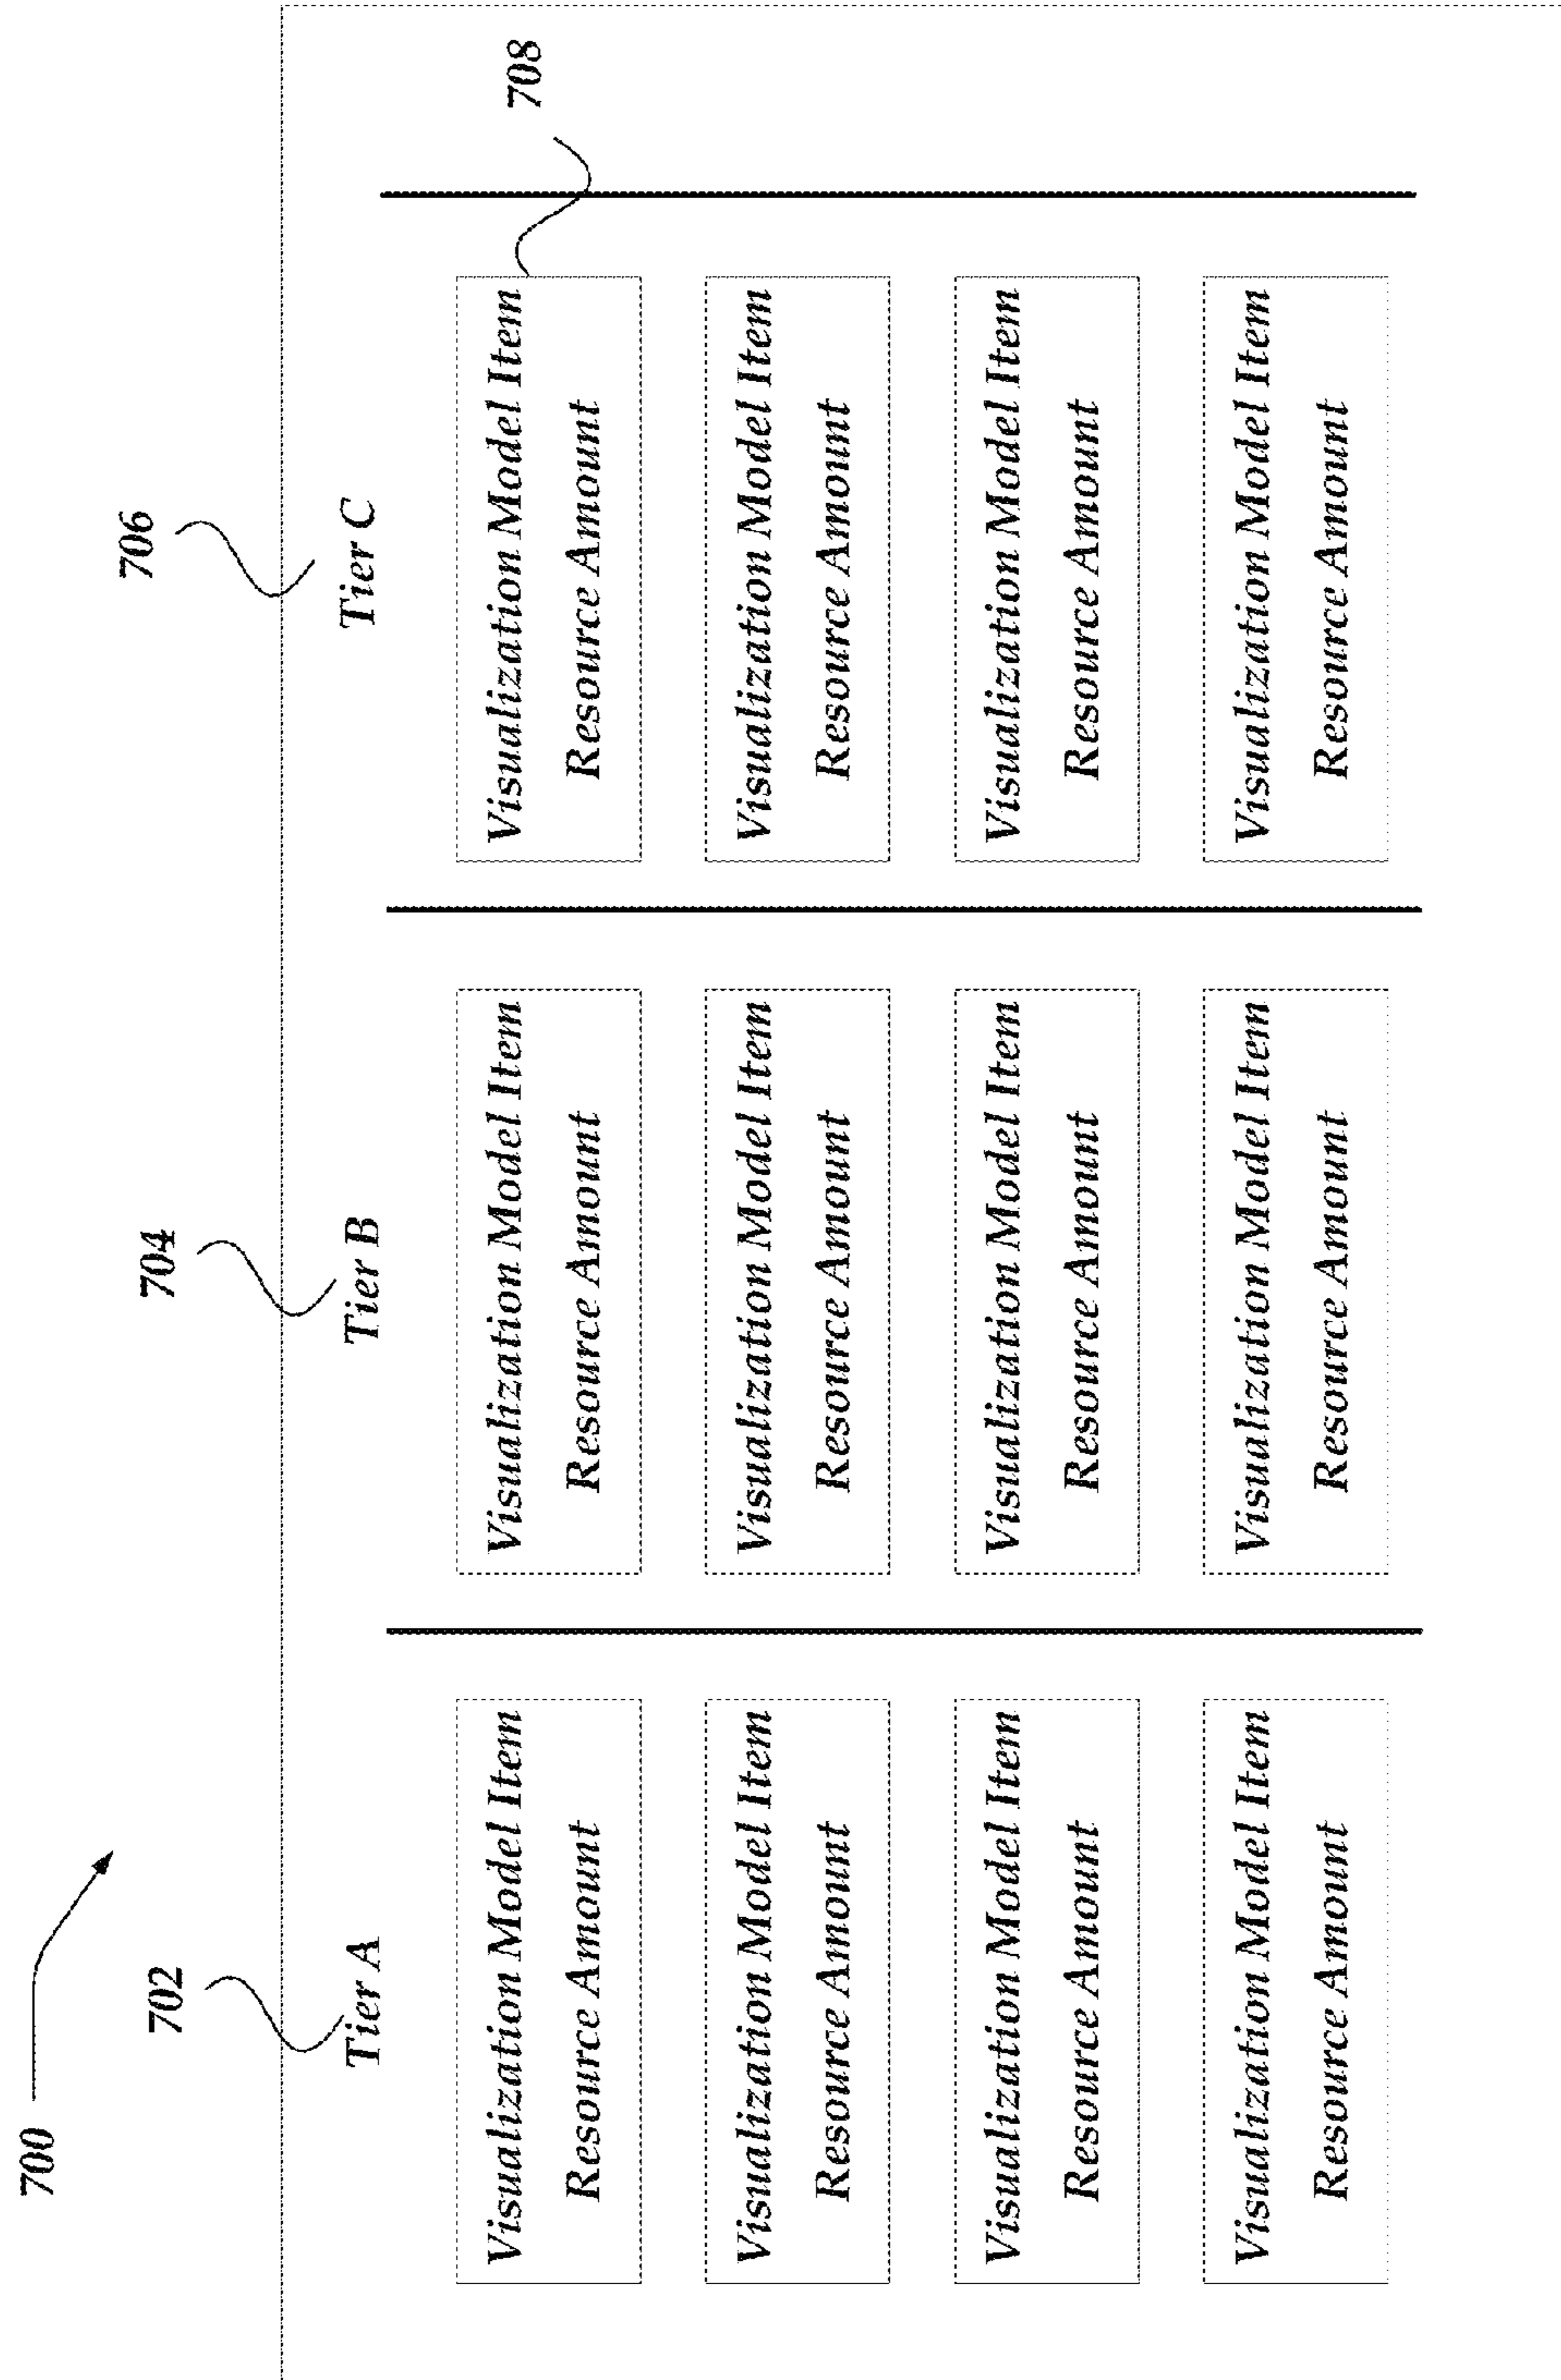 700
702
704
706
Tier A
Tier B
Tier C
708
Visualization Model Item
Resource Amount
Visualization Model Item
Resource Amount
Visualization Model Item
Resource Amount
Visualization Model Item
Resource Amount
Visualization Model Item
Resource Amount
Visualization Model Item
Resource Amount
Visualization Model Item
Resource Amount
Visualization Model Item
Resource Amount
Visualization Model Item
Resource Amount
Visualization Model Item
Resource Amount
Visualization Model Item
Resource Amount
Visualization Model Item
Resource Amount